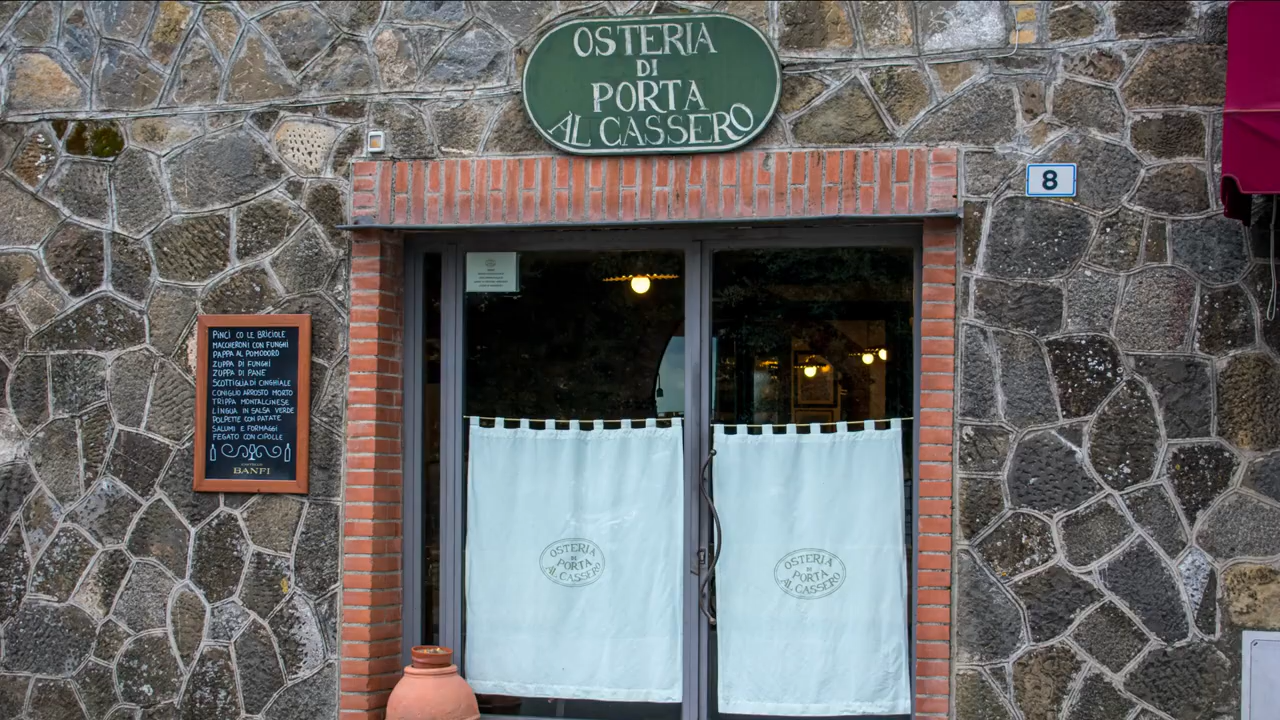 OSTERIA
DI
PORTA
AL CASSERO
8
PINCI CO LE BRICIOLE
MACCHERONI CON FUNGHI
PAPPA AL POMODORO
ZUPPA DI FUNGHI
ZUPPA DI PANE
SCOTTIGLIA DI CINGHIALE
CONIGLIO ARROSTO MORTO
TRIPPA MONTALCINESE
LINGUA IN SALSA VERDE
POLPETTE CON PATATE
SALUMI E FORMAGGI
FEGATO CON CIPOLLE
CASTELLO
BANFI
OSTERIA
DI
PORTA
AL CASSERO
OSTERIA
DI
PORTA
AL CASSERO